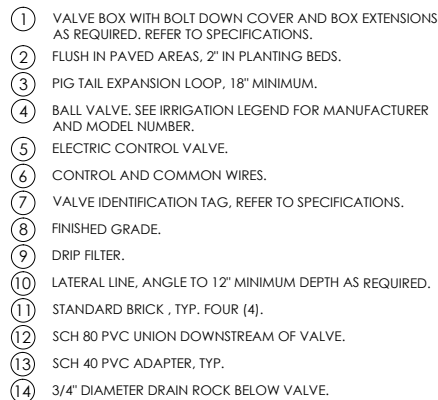 1 VALVE BOX WITH BOLT DOWN COVER AND BOX EXTENSIONS
AS REQUIRED. REFER TO SPECIFICATIONS.
2 FLUSH IN PAVED AREAS, 2" IN PLANTING BEDS.
3 PIG TAIL EXPANSION LOOP, 18" MINIMUM.
4 BALL VALVE. SEE IRRIGATION LEGEND FOR MANUFACTURER
AND MODEL NUMBER.
5 ELECTRIC CONTROL VALVE.
6 CONTROL AND COMMON WIRES.
7 VALVE IDENTIFICATION TAG, REFER TO SPECIFICATIONS.
8 FINISHED GRADE.
9 DRIP FILTER.
10 LATERAL LINE, ANGLE TO 12" MINIMUM DEPTH AS REQUIRED.
11 STANDARD BRICK , TYP. FOUR (4).
12 SCH 80 PVC UNION DOWNSTREAM OF VALVE.
13 SCH 40 PVC ADAPTER, TYP.
14 3/4" DIAMETER DRAIN ROCK BELOW VALVE.